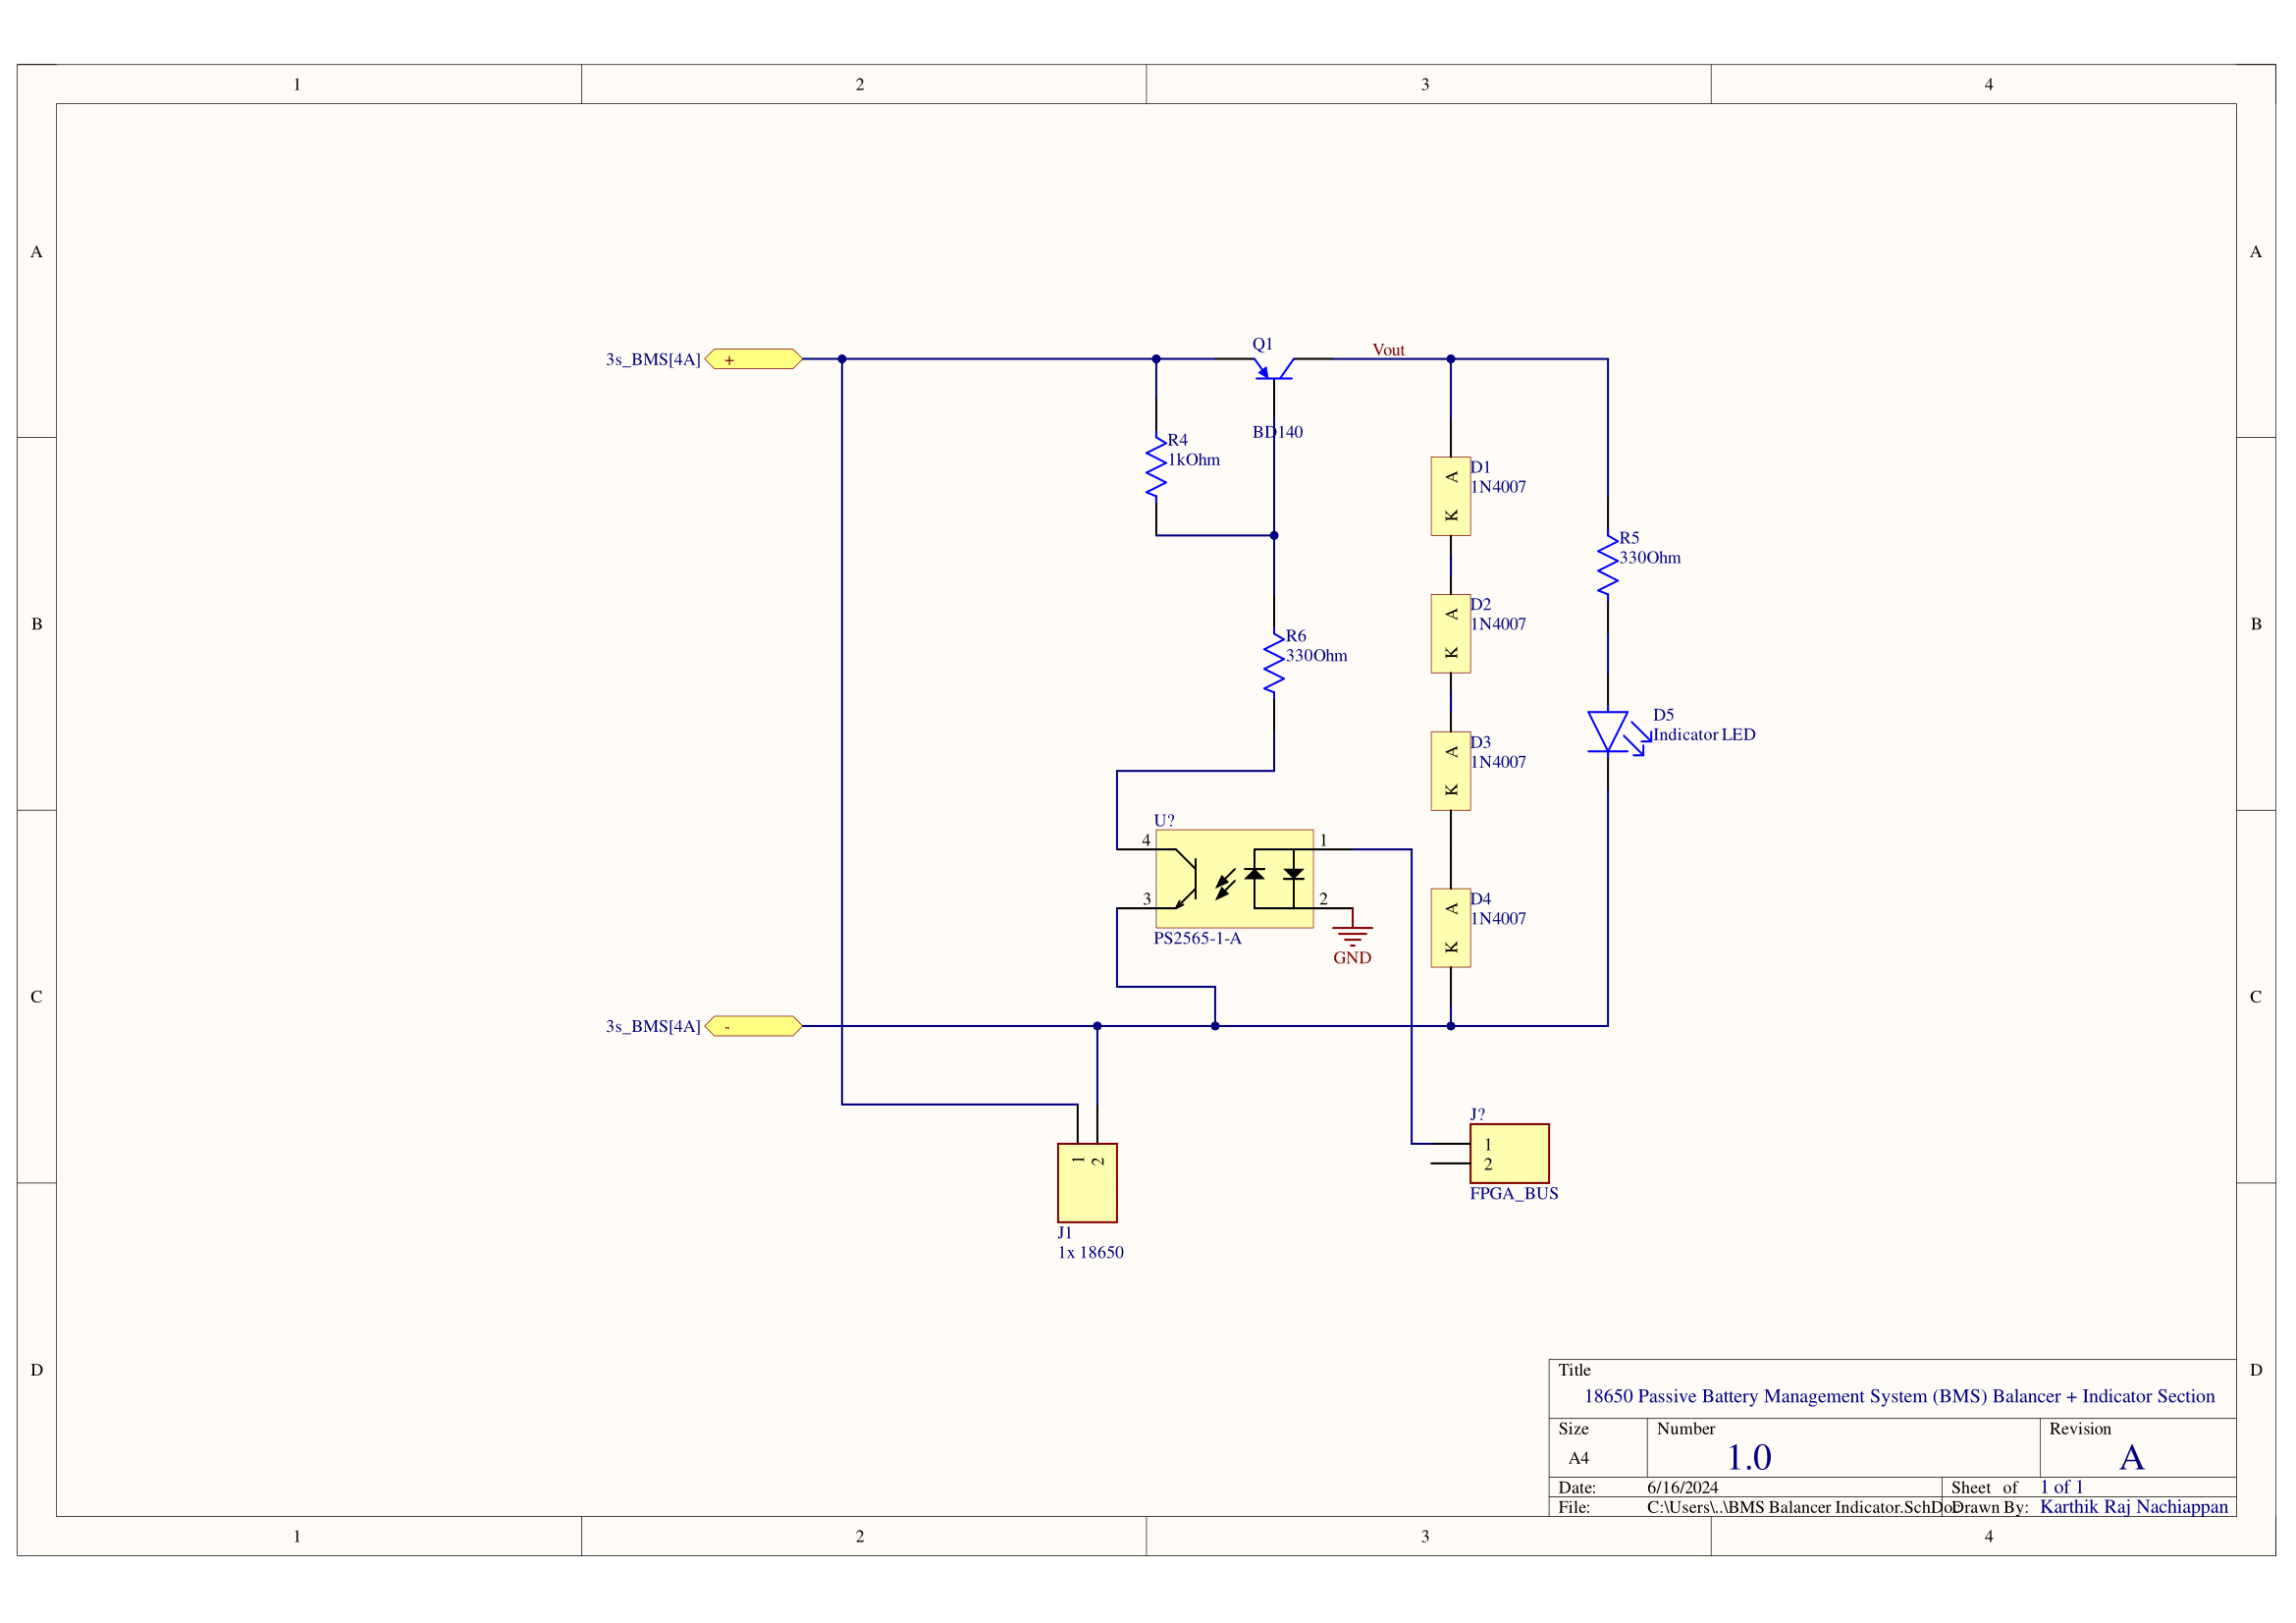 1 2 3 4
A A
Q1
Vout
3s_BMS[4A] +
BD140
R4
1kOhm
D1
1N4007
A
K
R5
330Ohm
D2
1N4007
A
K
B B
R6
330Ohm
D5
Indicator LED
D3
1N4007
A
K
U?
4 1
3 2
PS2565-1-A
GND
D4
1N4007
A
K
C C
3s_BMS[4A] -
J?
1
2
FPGA_BUS
1 2
J1
1x 18650
D D
Title
18650 Passive Battery Management System (BMS) Balancer + Indicator Section
Size Number Revision
A4 1.0 A
Date: 6/16/2024 Sheet of 1 of 1
File: C:\Users\..\BMS Balancer Indicator.SchDoc Drawn By: Karthik Raj Nachiappan
1 2 3 4